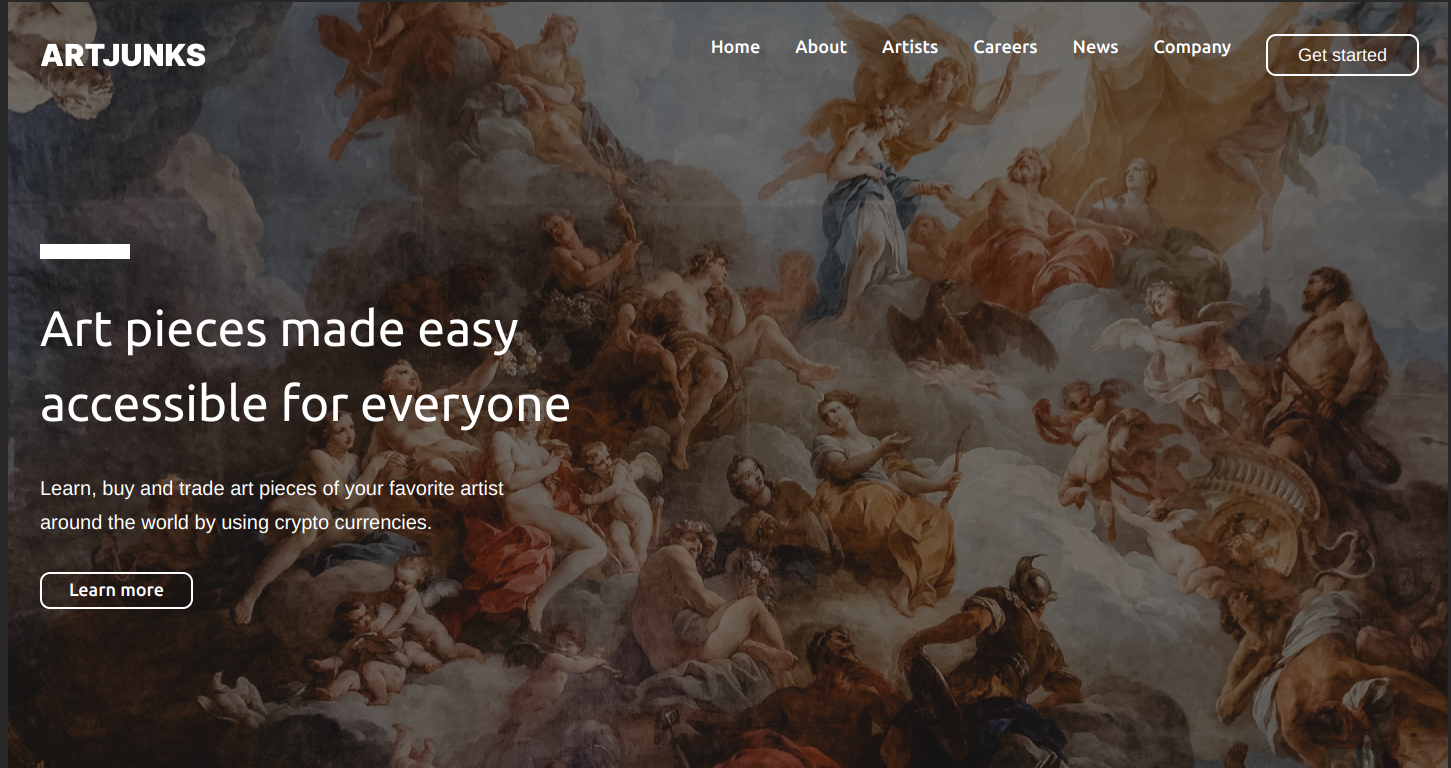 ARTJUNKS
Home About Artists Careers News Company Get started
Art pieces made easy
accessible for everyone
Learn, buy and trade art pieces of your favorite artist
around the world by using crypto currencies.
Learn more